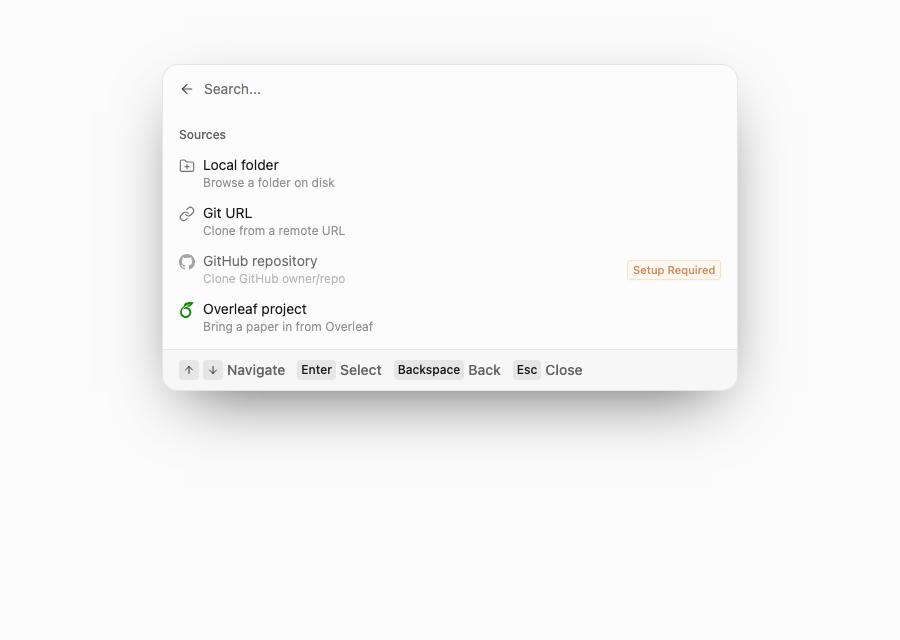 Search...
Sources
Local folder
Browse a folder on disk
Git URL
Clone from a remote URL
GitHub repository
Clone GitHub owner/repo
Setup Required
Overleaf project
Bring a paper in from Overleaf
↑ ↓ Navigate Enter Select Backspace Back Esc Close